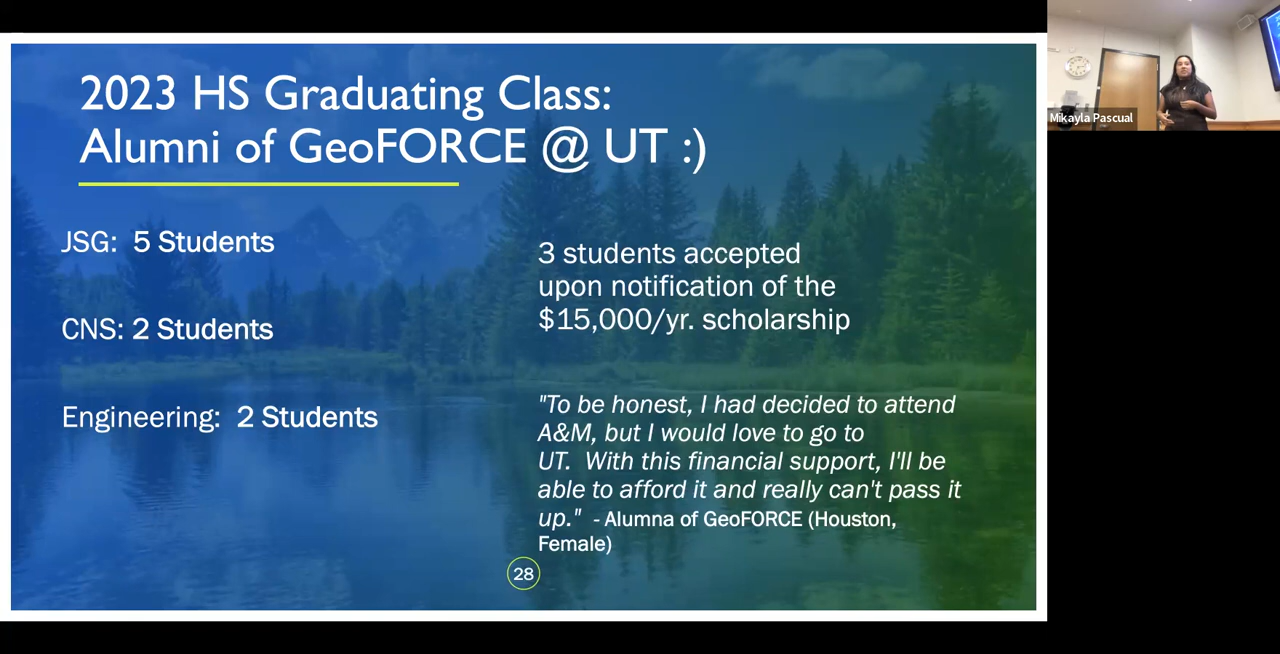 2023 HS Graduating Class:
Alumni of GeoFORCE @ UT :)
JSG: 5 Students
CNS: 2 Students
Engineering: 2 Students
3 students accepted
upon notification of the
$15,000/yr. scholarship
"To be honest, I had decided to attend
A&M, but I would love to go to
UT. With this financial support, I'll be
able to afford it and really can't pass it
up." - Alumna of GeoFORCE (Houston,
Female)
28
Mikayla Pascual